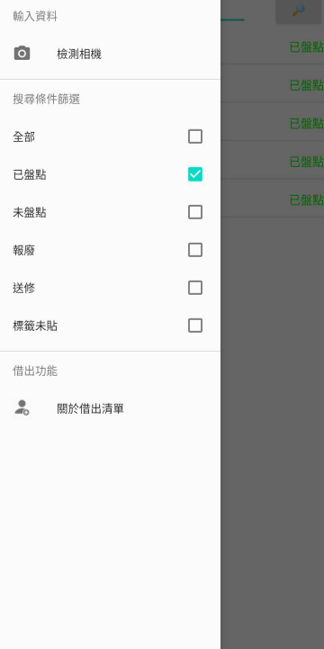 輸入資料
檢測相機
搜尋條件篩選
全部
已盤點
未盤點
報廢
送修
標籤未貼
借出功能
關於借出清單
已盤點
已盤點
已盤點
已盤點
已盤點